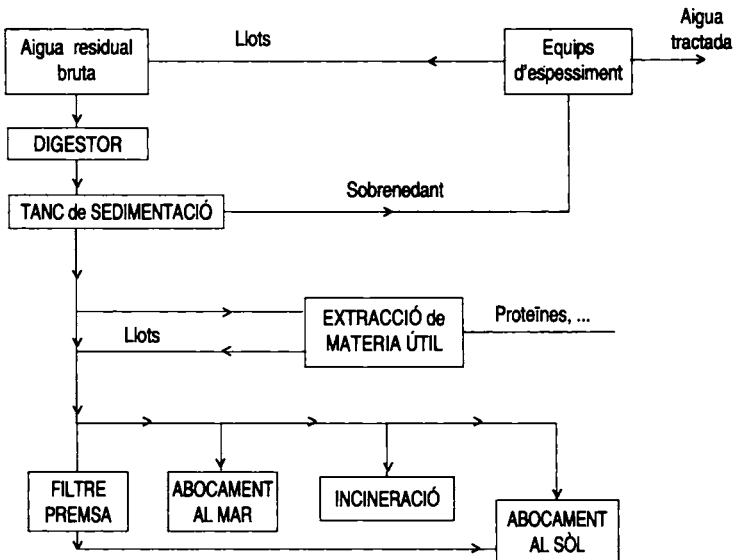 Aigua residual
bruta
Llots
Equips
d'espessiment
Aigua
tractada
DIGESTOR
TANC de SEDIMENTACIÓ
Sobrenedant
EXTRACCIÓ de
MATERIA ÚTIL
Proteïnes, ...
Llots
FILTRE
PREMSA
ABOCAMENT
AL MAR
INCINERACIÓ
ABOCAMENT
AL SÒL